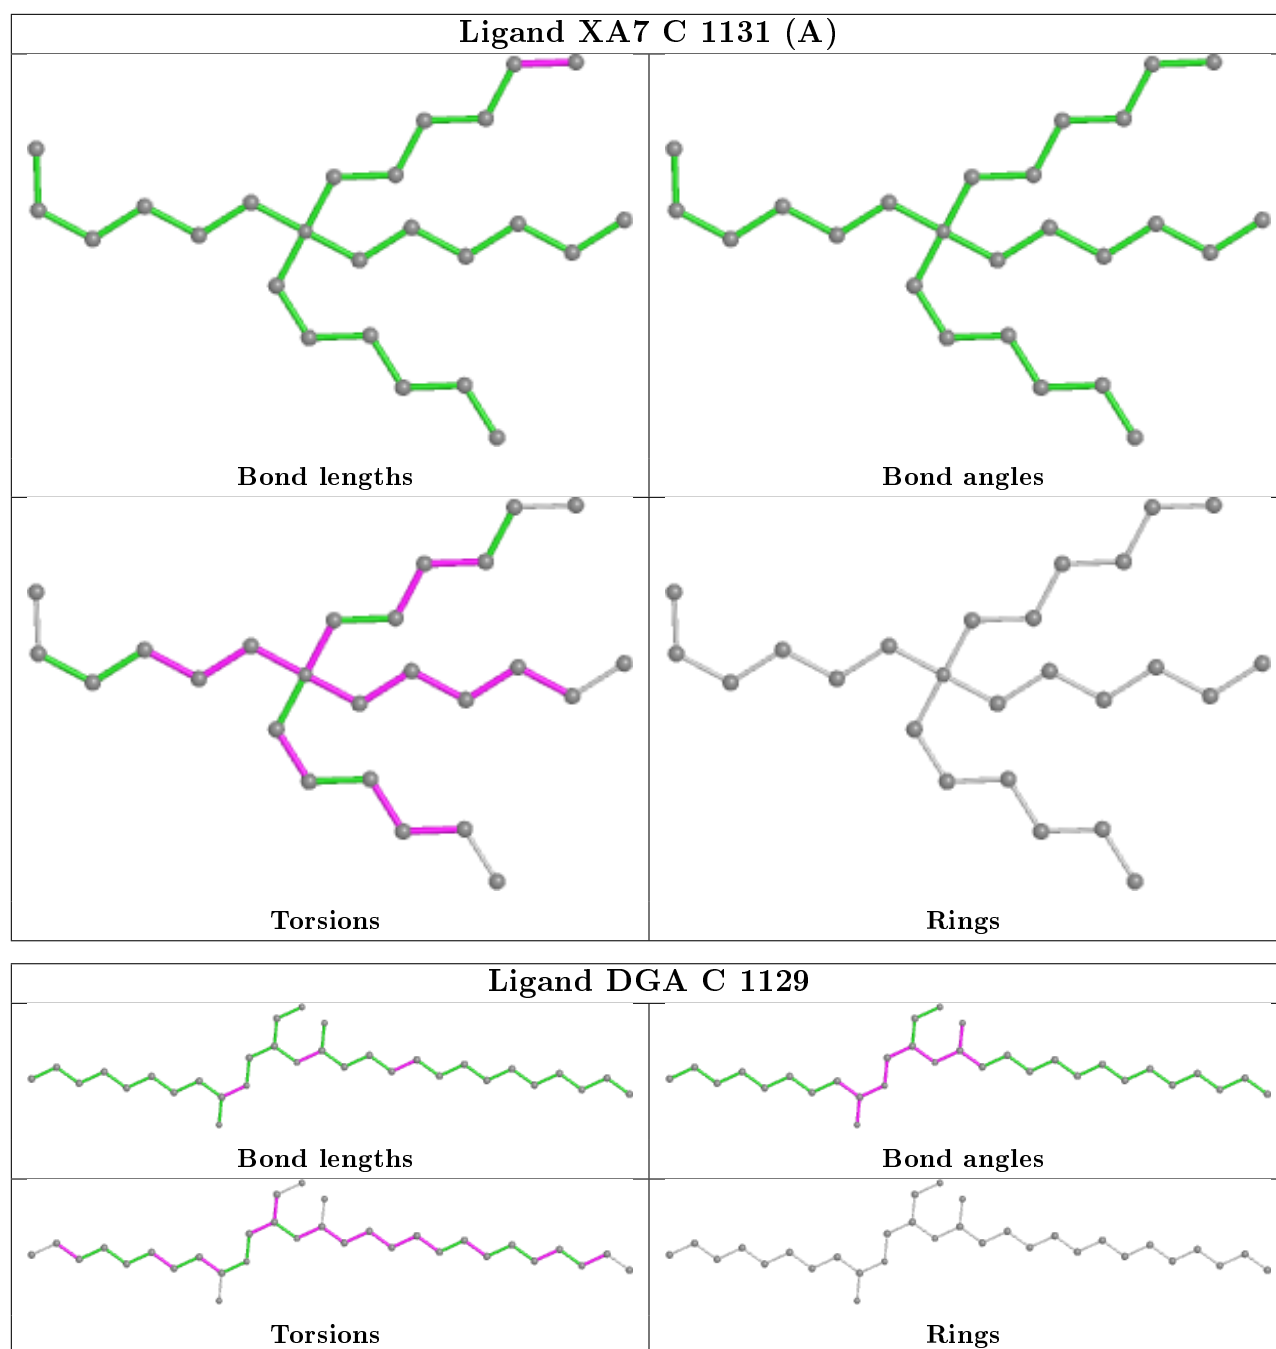 Ligand XA7 C 1131 (A)
Bond lengths
Bond angles
Torsions
Rings
Ligand DGA C 1129
Bond lengths
Bond angles
Torsions
Rings